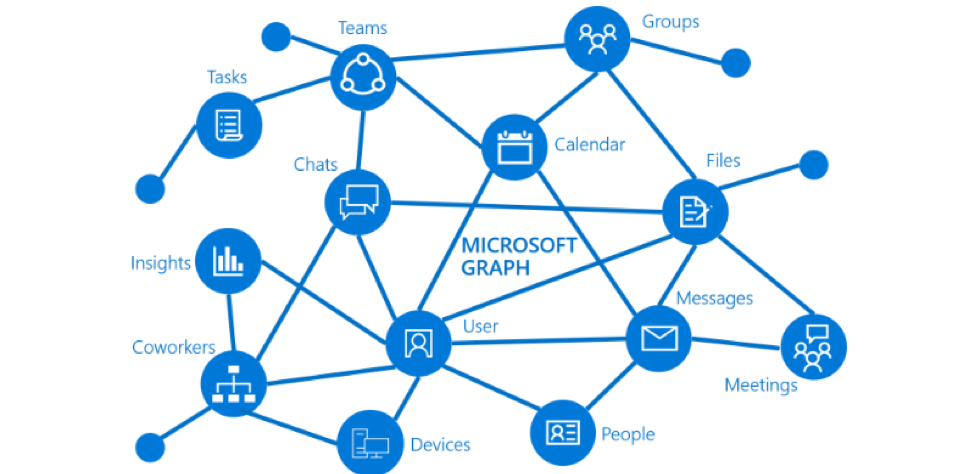 Groups
Teams
Tasks
Calendar
Chats
Files
MICROSOFT
GRAPH
Insights
Messages
User
Coworkers
Meetings
People
Devices